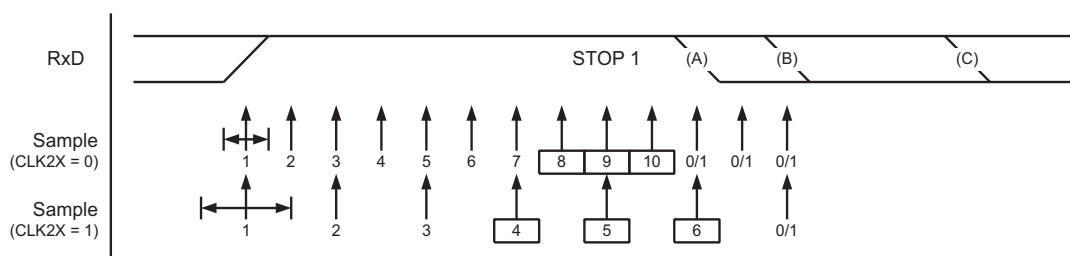 RxD STOP 1 (A) (B) (C)
Sample
(CLK2X = 0)
1 2 3 4 5 6 7 8 9 10 0/1 0/1 0/1
Sample
(CLK2X = 1)
1 2 3 4 5 6 0/1